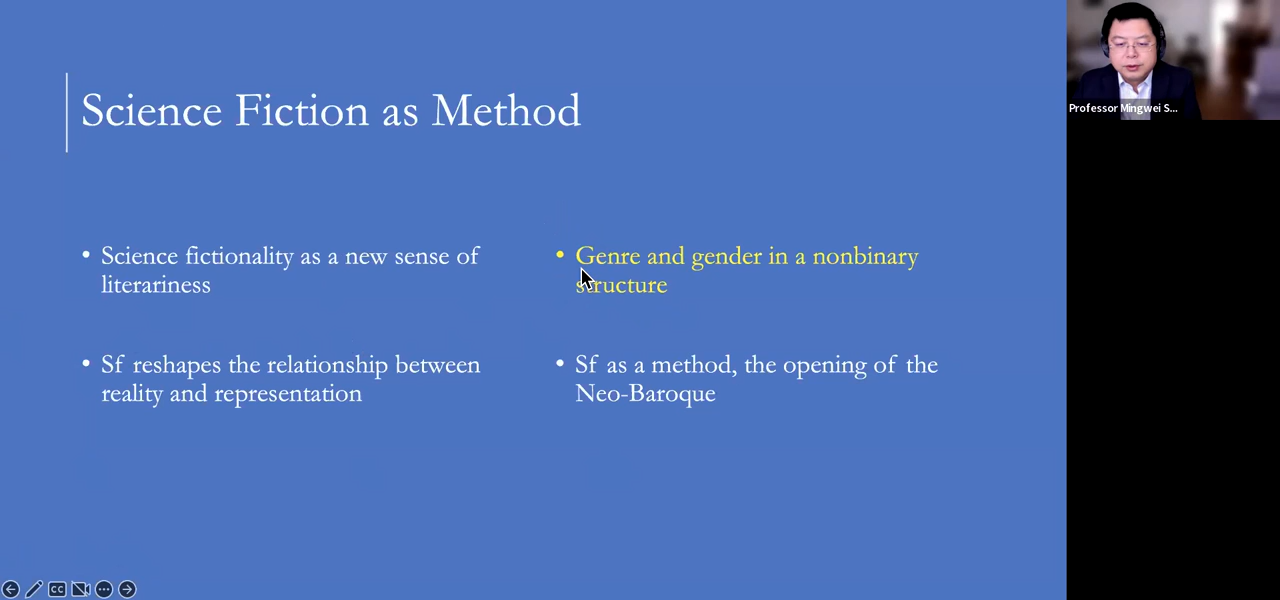 Science Fiction as Method
• Science fictionality as a new sense of
literariness
• Sf reshapes the relationship between
reality and representation
• Genre and gender in a nonbinary
structure
• Sf as a method, the opening of the
Neo-Baroque
Professor Mingwei S...
CC